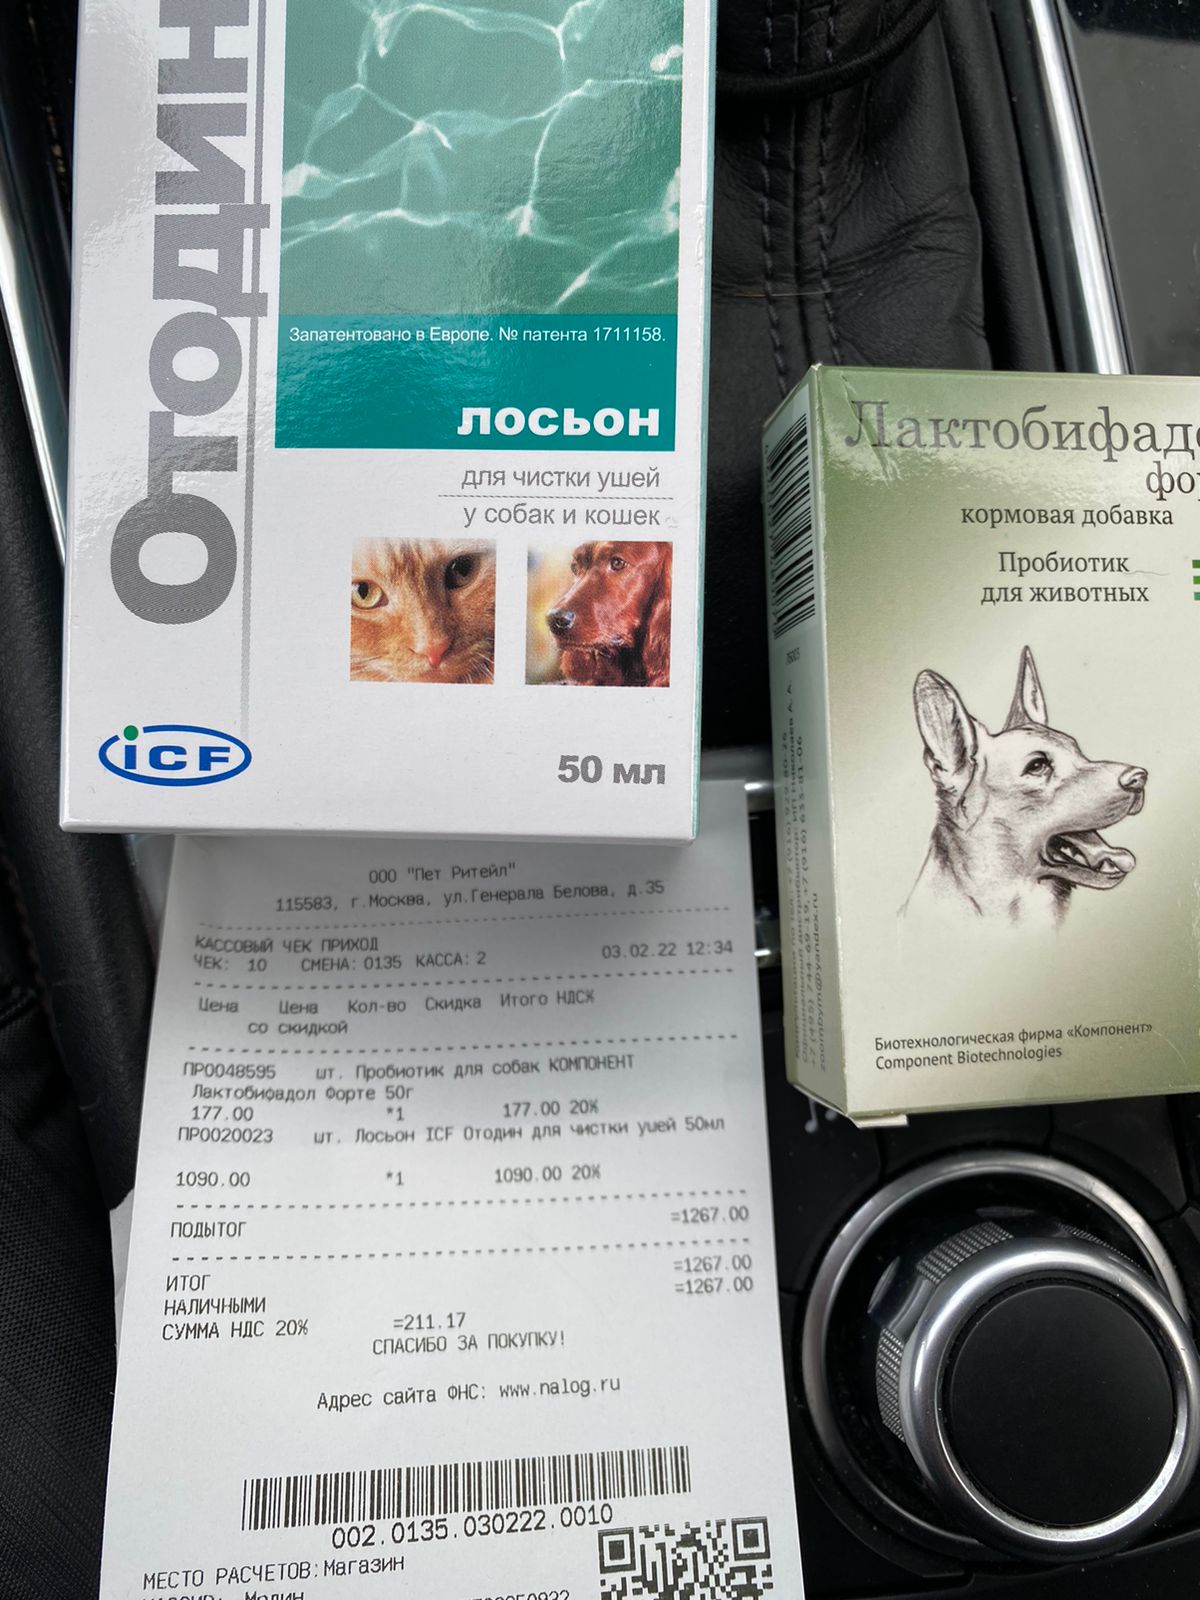 Отодин
Запатентовано в Европе. № патента 1711158.
лосьон
для чистки ушей
у собак и кошек
iCF
50 мл
Лактобифадо
фор
кормовая добавка
Пробиотик
для животных
Биотехнологическая фирма «Компонент»
Component Biotechnologies
zoombym@yandex.ru
ООО "Пет Ритейл"
115583, г.Москва, ул.Генерала Белова, д.35
КАССОВЫЙ ЧЕК ПРИХОД
ЧЕК: 10 СМЕНА: 0135 КАССА: 2 03.02.22 12:34
Цена Цена Кол-во Скидка Итого НДС%
со скидкой
ПР0048595 шт. Пробиотик для собак КОМПОНЕНТ
Лактобифадол Форте 50г
177.00 *1 177.00 20%
ПР0020023 шт. Лосьон ICF Отодин для чистки ушей 50мл
1090.00 *1 1090.00 20%
ПОДЫТОГ =1267.00
ИТОГ =1267.00
НАЛИЧНЫМИ =1267.00
СУММА НДС 20% =211.17
СПАСИБО ЗА ПОКУПКУ!
Адрес сайта ФНС: www.nalog.ru
002.0135.030222.0010
МЕСТО РАСЧЕТОВ:Магазин